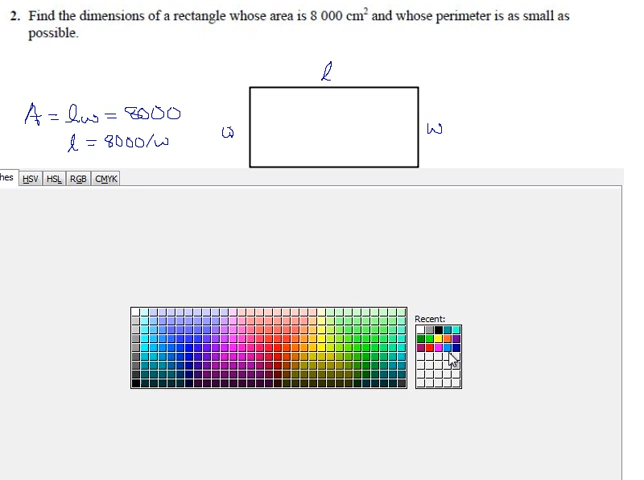 2. Find the dimensions of a rectangle whose area is 8 000 cm² and whose perimeter is as small as
possible.
l
A = lw = 8000
w
w
l = 8000/w
hes HSV HSL RGB CMYK
Recent: